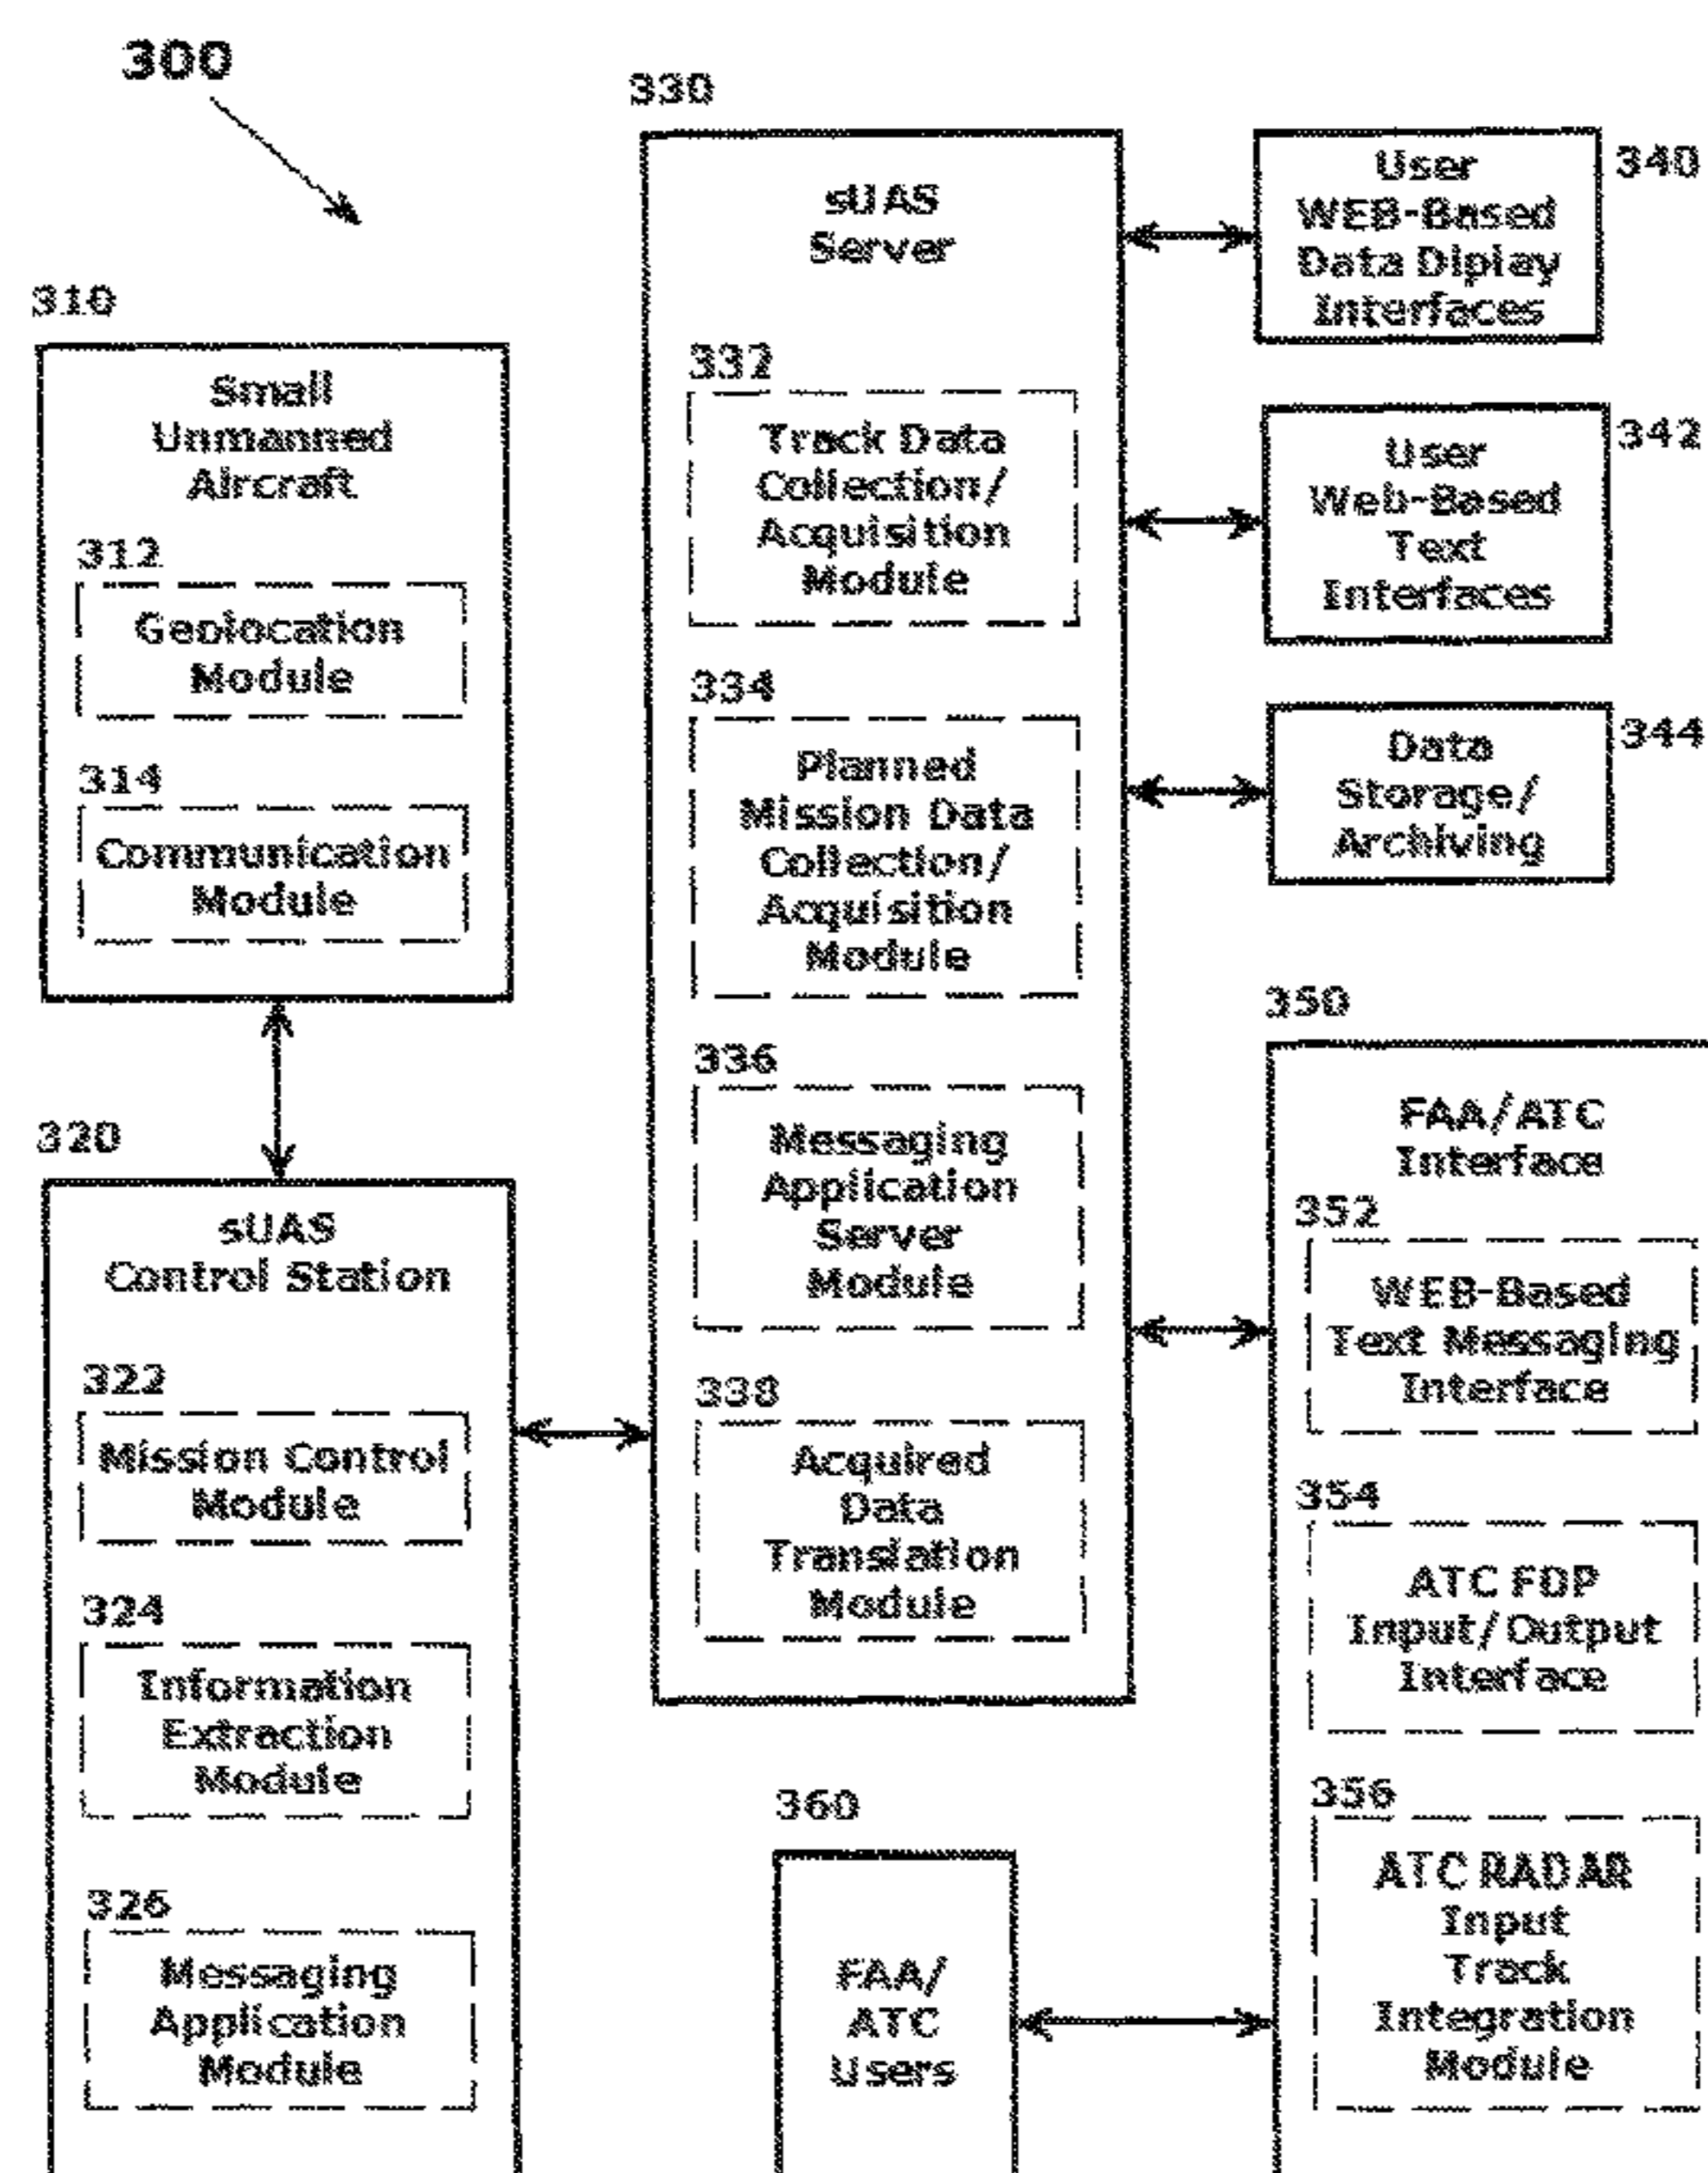 300
310
Small
Unmanned
Aircraft
312
Geolocation
Module
314
Communication
Module
320
sUAS
Control Station
322
Mission Control
Module
324
Information
Extraction
Module
326
Messaging
Application
Module
330
sUAS
Server
332
Track Data
Collection/
Acquisition
Module
334
Planned
Mission Data
Collection/
Acquisition
Module
336
Messaging
Application
Server
Module
338
Acquired
Data
Translation
Module
340
User
WEB-Based
Data Diplay
Interfaces
342
User
Web-Based
Text
Interfaces
344
Data
Storage/
Archiving
350
FAA/ATC
Interface
352
WEB-Based
Text Messaging
Interface
354
ATC FDP
Input/Output
Interface
356
ATC RADAR
Input
Track
Integration
Module
360
FAA/
ATC
Users